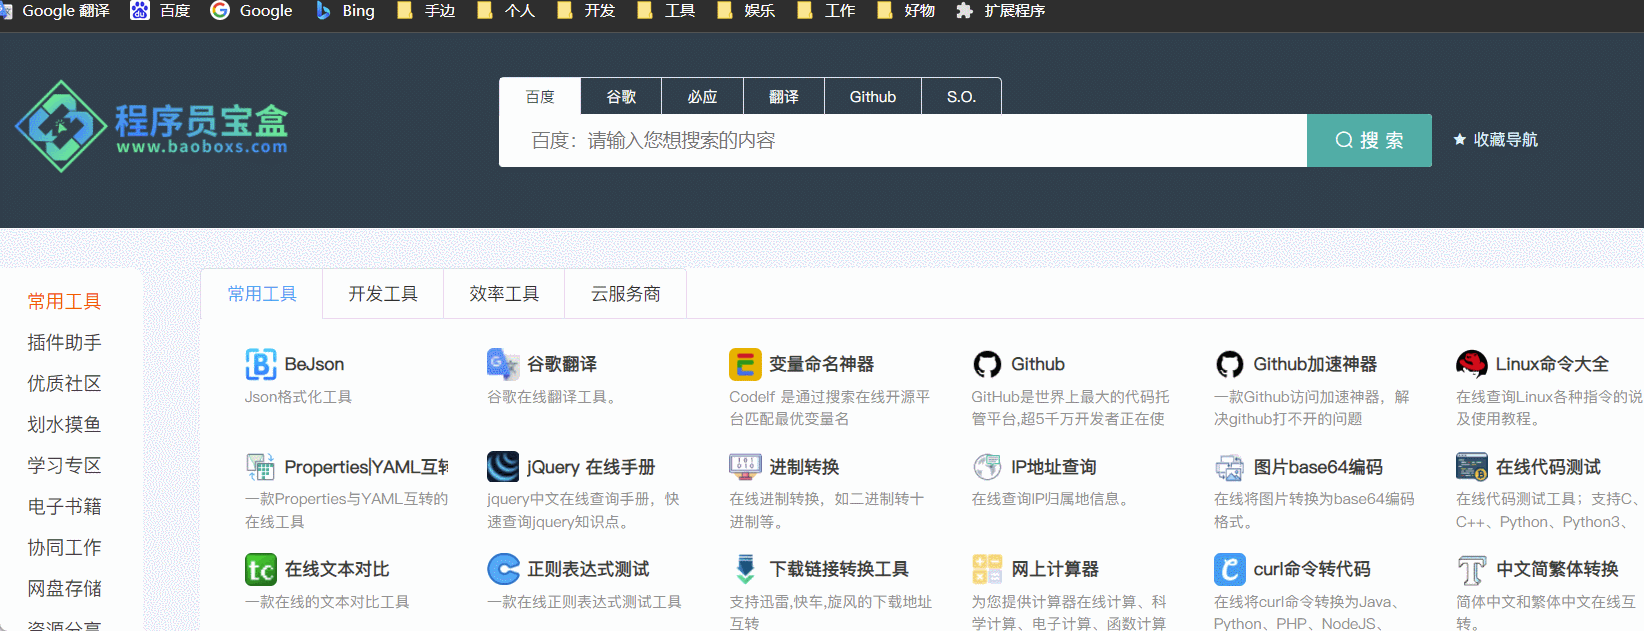 Google 翻译 百度 Google Bing 手边 个人 开发 工具 娱乐 工作 好物 扩展程序
百度 谷歌 必应 翻译 Github S.O.
程序员宝盒
www.baoboxs.com
百度：请输入您想搜索的内容
搜 索
收藏导航
常用工具
插件助手
优质社区
划水摸鱼
学习专区
电子书籍
协同工作
网盘存储
资源分享
常用工具 开发工具 效率工具 云服务商
BeJson
Json格式化工具
谷歌翻译
谷歌在线翻译工具。
变量命名神器
Codelf 是通过搜索在线开源平
台匹配最优变量名
Github
GitHub是世界上最大的代码托
管平台,超5千万开发者正在使
Github加速神器
一款Github访问加速神器，解
决github打不开的问题
Linux命令大全
在线查询Linux各种指令的说
及使用教程。
Properties|YAML互转
一款Properties与YAML互转的
在线工具
jQuery 在线手册
jquery中文在线查询手册，快
速查询jquery知识点。
进制转换
在线进制转换，如二进制转十
进制等。
IP地址查询
在线查询IP归属地信息。
图片base64编码
在线将图片转换为base64编码
格式。
在线代码测试
在线代码测试工具；支持C、
C++、Python、Python3、
tc
在线文本对比
一款在线的文本对比工具
正则表达式测试
一款在线正则表达式测试工具
下载链接转换工具
支持迅雷,快车,旋风的下载地址
互转
网上计算器
为您提供计算器在线计算、科
学计算、电子计算、函数计算
curl命令转代码
在线将curl命令转换为Java、
Python、PHP、NodeJS、
中文简繁体转换
简体中文和繁体中文在线互
转。